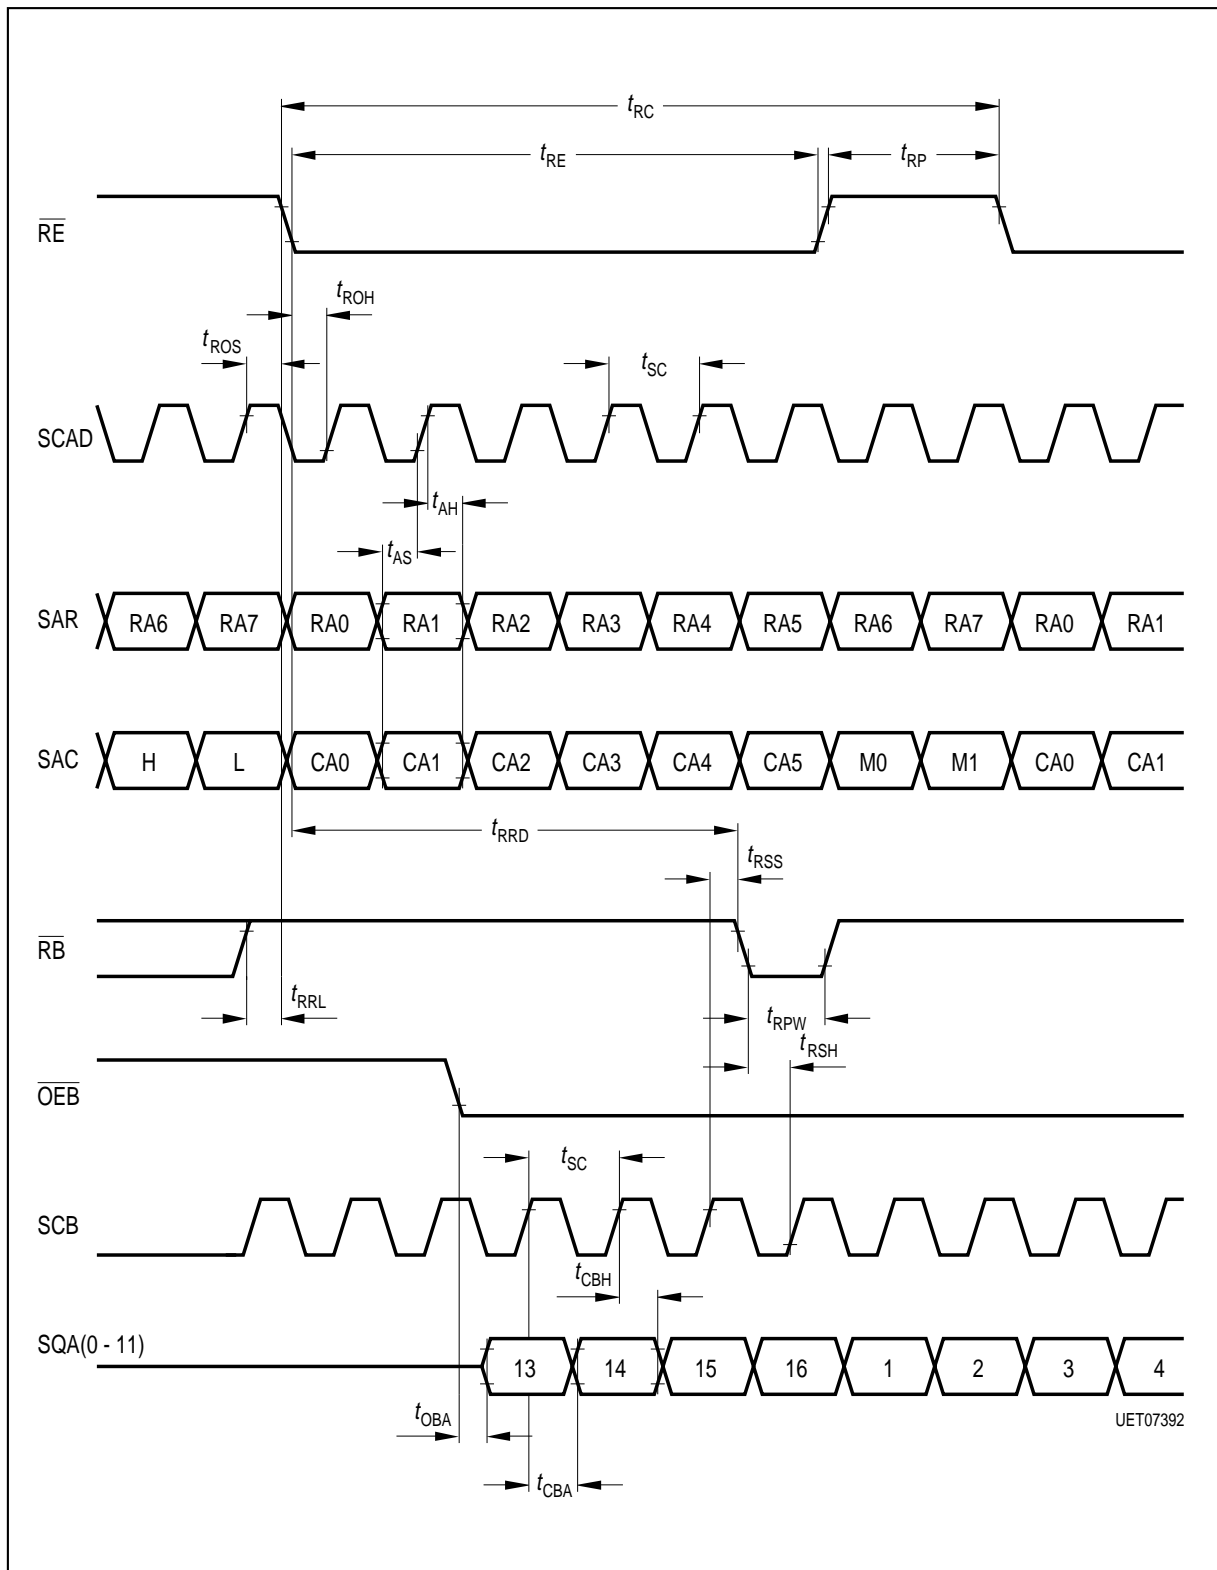 tRC
tRE tRP
RE
tROH
tROS tSC
SCAD
tAH
tAS
SAR RA6 RA7 RA0 RA1 RA2 RA3 RA4 RA5 RA6 RA7 RA0 RA1
SAC H L CA0 CA1 CA2 CA3 CA4 CA5 M0 M1 CA0 CA1
tRRD
tRSS
RB
tRRL
tRPW
tRSH
OEB
tSC
SCB
tCBH
SQA(0 - 11)
13 14 15 16 1 2 3 4
tOBA
UET07392
tCBA